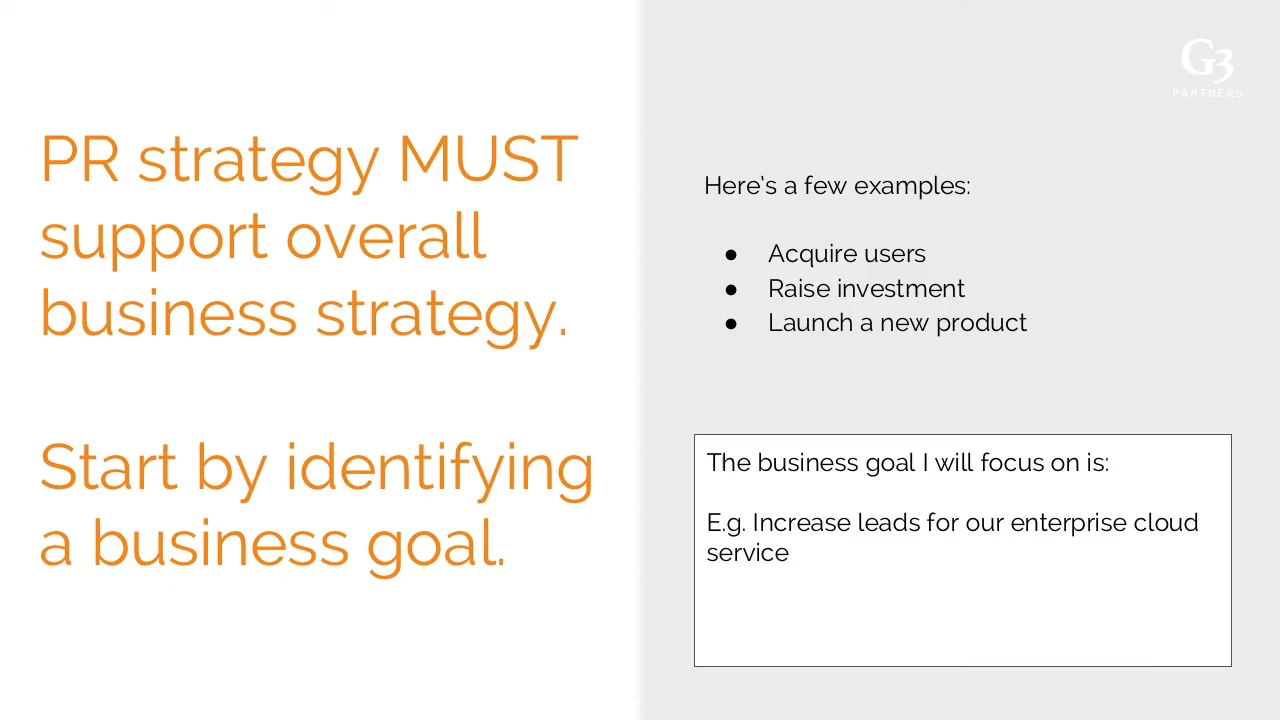 PR strategy MUST
support overall
business strategy.
Start by identifying
a business goal.
G3
PARTNERS
Here's a few examples:
● Acquire users
● Raise investment
● Launch a new product
The business goal I will focus on is:
E.g. Increase leads for our enterprise cloud
service